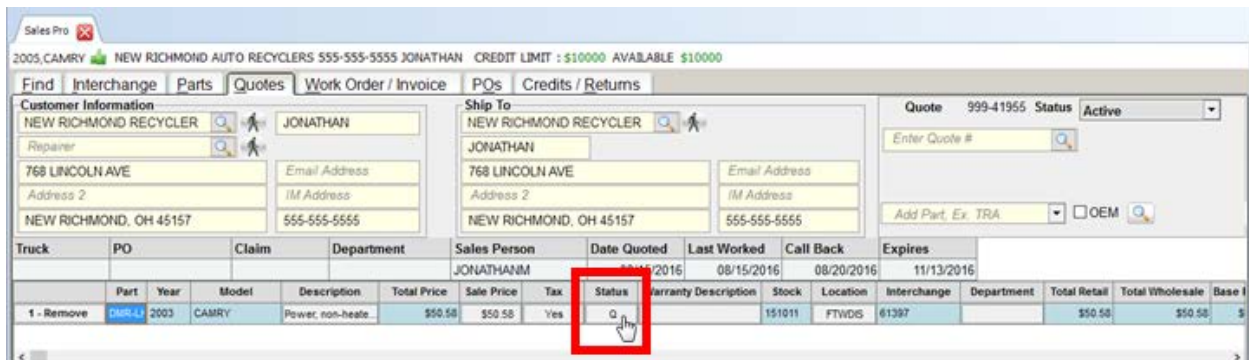 Sales Pro
2005,CAMRY NEW RICHMOND AUTO RECYCLERS 555-555-5555 JONATHAN CREDIT LIMIT : $10000 AVAILABLE $10000
Find Interchange Parts Quotes Work Order / Invoice POs Credits / Returns
Customer Information Ship To Quote 999-41955 Status Active
NEW RICHMOND RECYCLER JONATHAN NEW RICHMOND RECYCLER
Repairer JONATHAN Enter Quote #
768 LINCOLN AVE Email Address 768 LINCOLN AVE Email Address
Address 2 IM Address Address 2 IM Address
NEW RICHMOND, OH 45157 555-555-5555 NEW RICHMOND, OH 45157 555-555-5555 Add Part, Ex. TRA OEM
Truck PO Claim Department Sales Person Date Quoted Last Worked Call Back Expires
JONATHANM 08/15/2016 08/15/2016 08/20/2016 11/13/2016
Part Year Model Description Total Price Sale Price Tax Status Warranty Description Stock Location Interchange Department Total Retail Total Wholesale Base
1 - Remove 2003 CAMRY Power, non-heate... $50.58 $50.58 Yes Q 151011 FTWDIS 61397 $50.58 $50.58 $